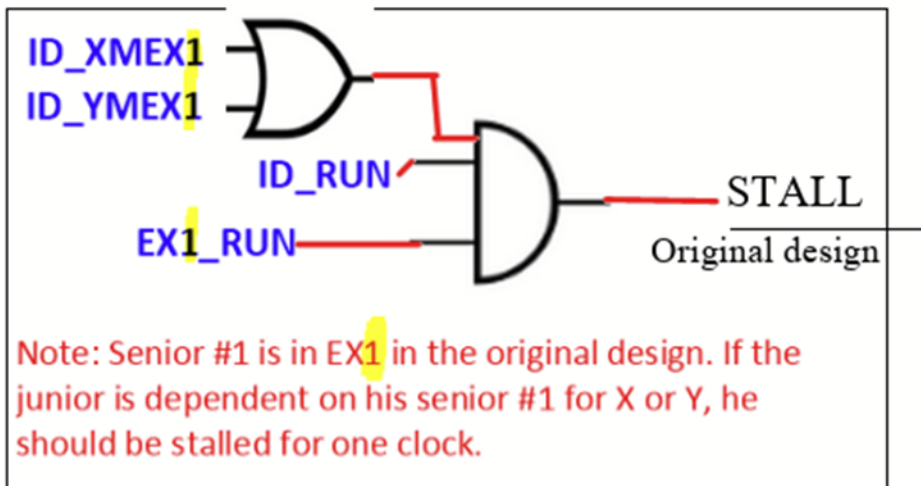 ID_XMEX1
ID_YMEX1
ID_RUN
EX1_RUN
STALL
Original design
Note: Senior #1 is in EX1 in the original design. If the
junior is dependent on his senior #1 for X or Y, he
should be stalled for one clock.